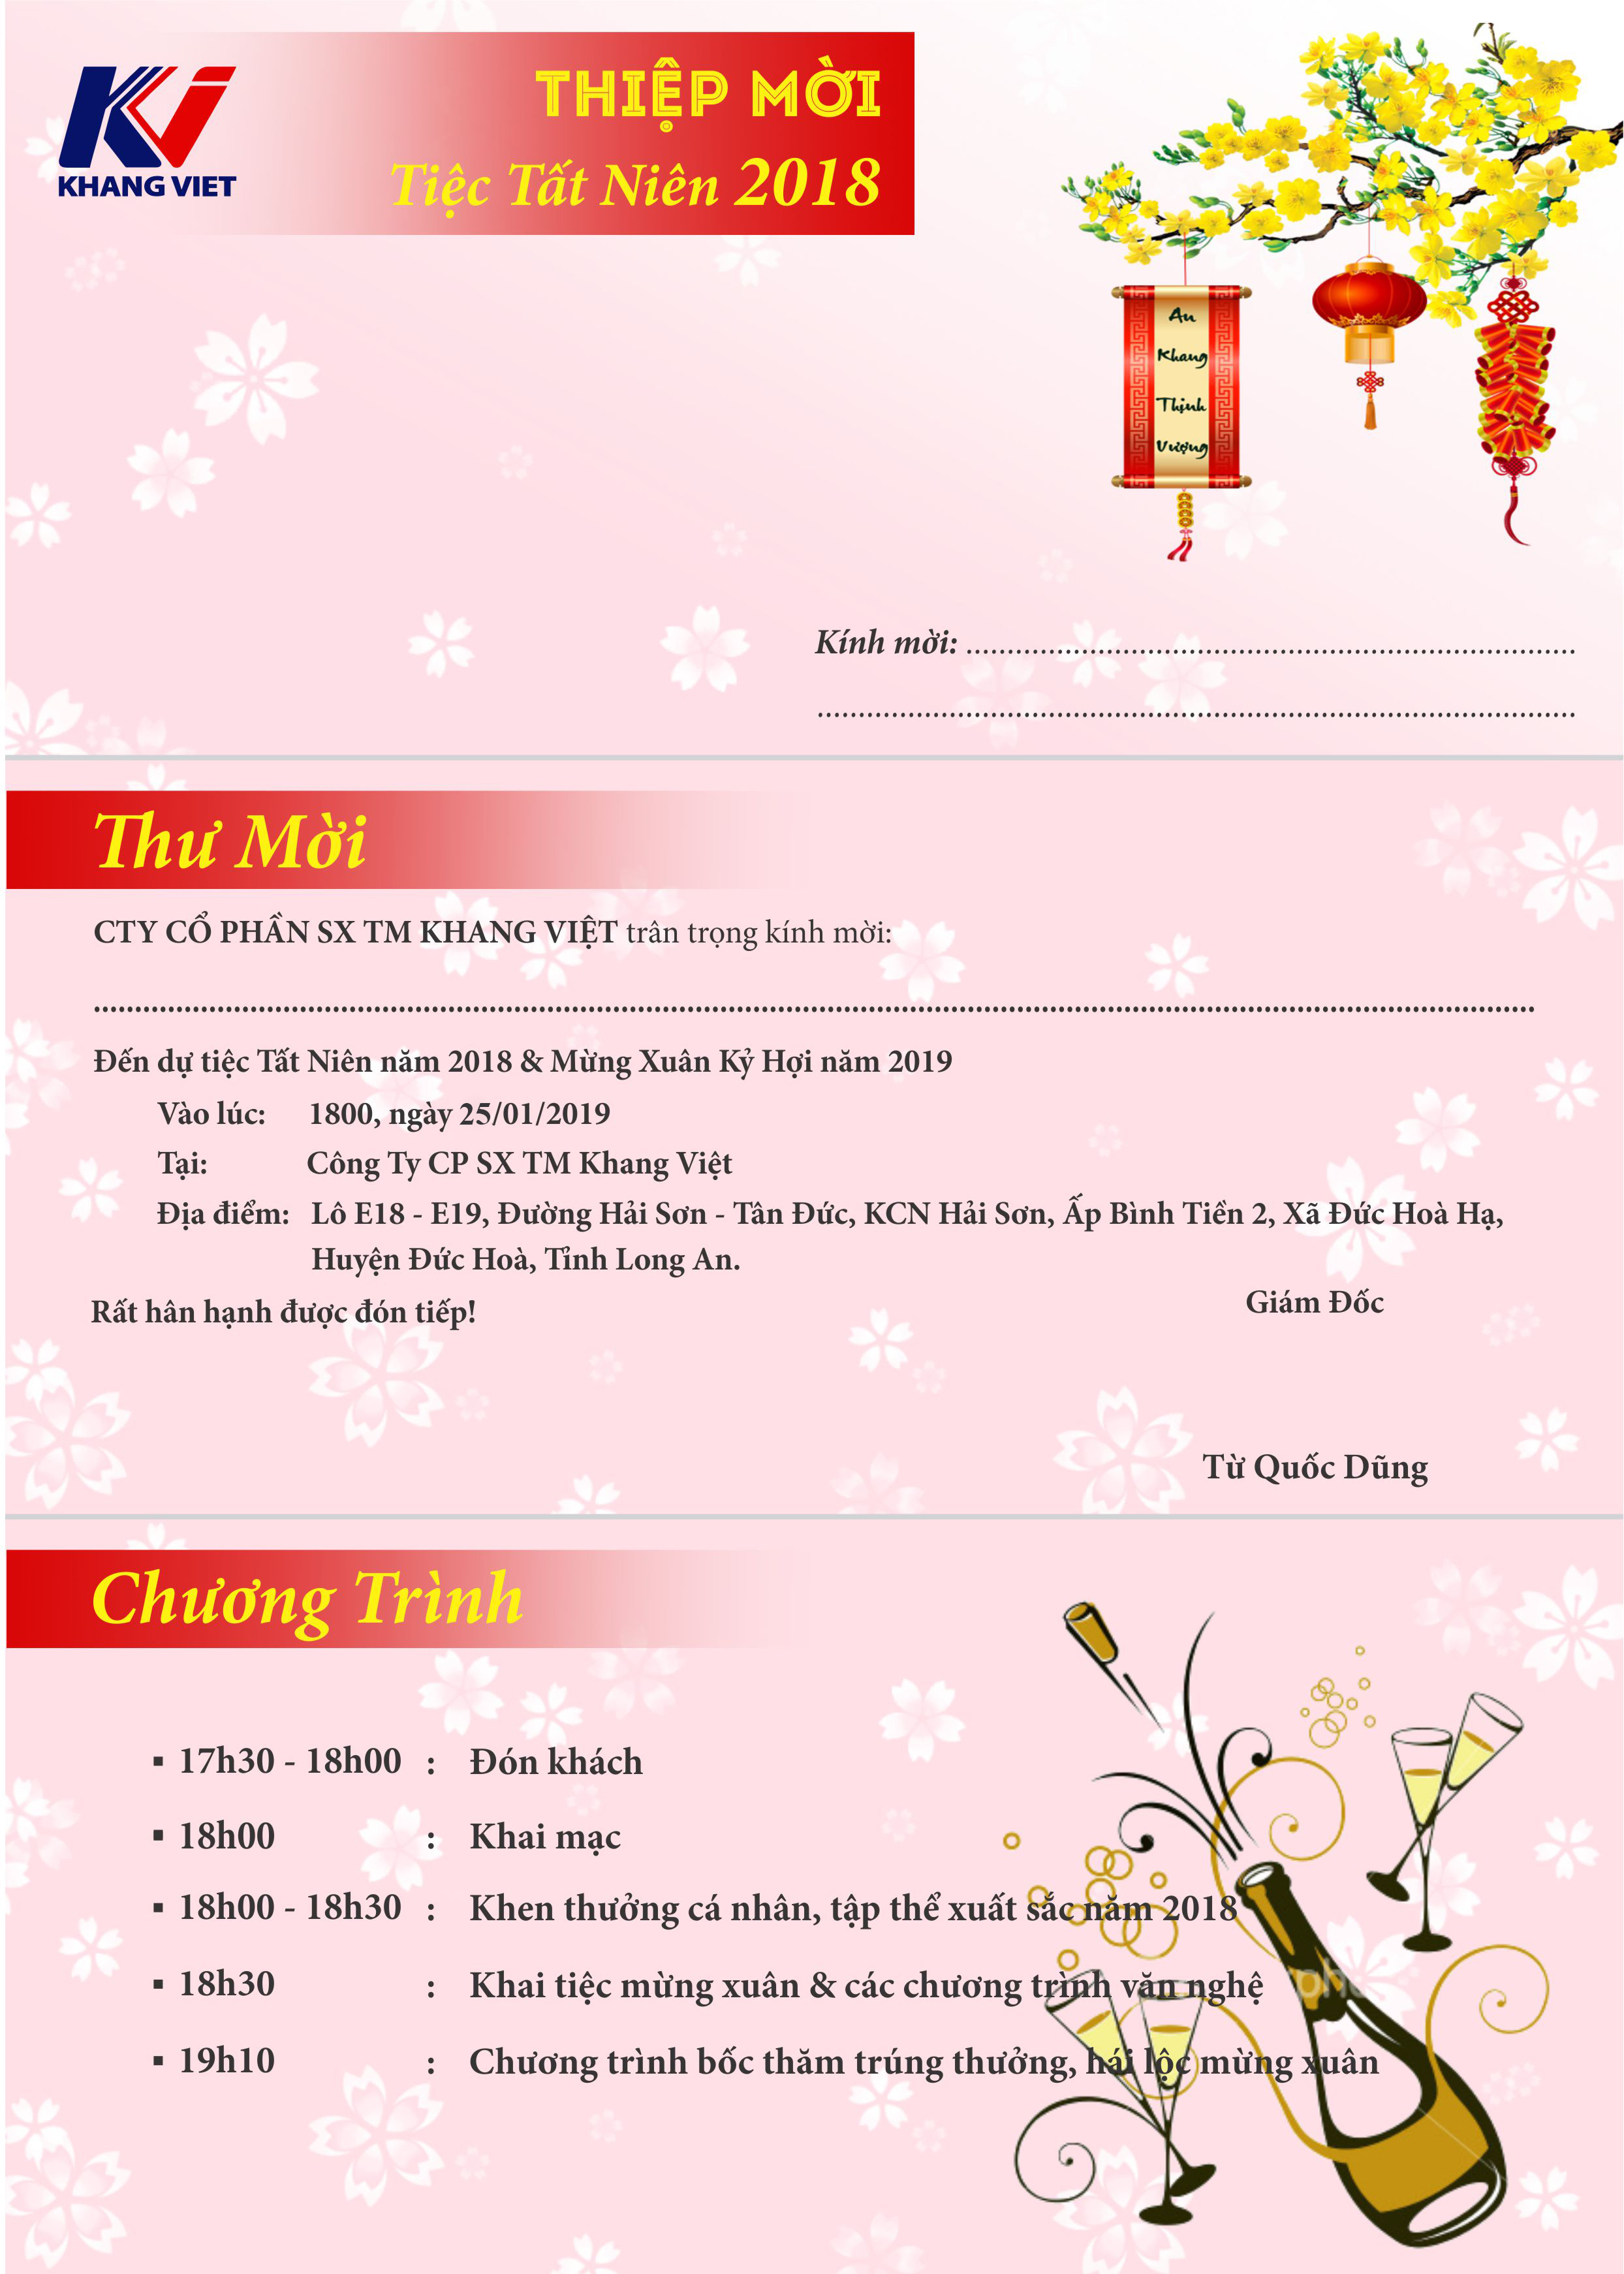 KHANG VIET
THIỆP MỜI
Tiệc Tất Niên 2018
An
Khang
Thịnh
Vượng
Kính mời: ..........................................................................
............................................................................................
Thư Mời
CTY CỔ PHẦN SX TM KHANG VIỆT trân trọng kính mời:
................................................................................................................................................................................
Đến dự tiệc Tất Niên năm 2018 & Mừng Xuân Kỷ Hợi năm 2019
Vào lúc: 1800, ngày 25/01/2019
Tại: Công Ty CP SX TM Khang Việt
Địa điểm: Lô E18 - E19, Đường Hải Sơn - Tân Đức, KCN Hải Sơn, Ấp Bình Tiền 2, Xã Đức Hoà Hạ,
Huyện Đức Hoà, Tỉnh Long An.
Rất hân hạnh được đón tiếp!
Giám Đốc
Từ Quốc Dũng
Chương Trình
▪ 17h30 - 18h00 : Đón khách
▪ 18h00 : Khai mạc
▪ 18h00 - 18h30 : Khen thưởng cá nhân, tập thể xuất sắc năm 2018
▪ 18h30 : Khai tiệc mừng xuân & các chương trình văn nghệ
▪ 19h10 : Chương trình bốc thăm trúng thưởng, hái lộc mừng xuân